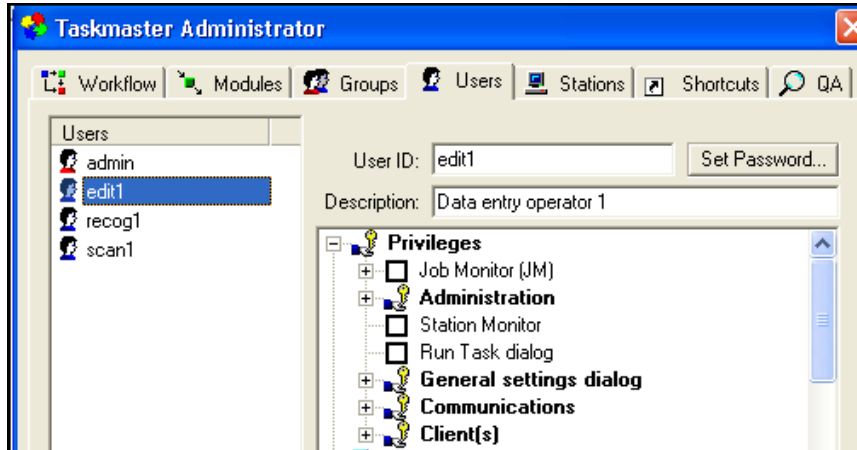 Taskmaster Administrator
Workflow Modules Groups Users Stations Shortcuts QA
Users
admin
edit1
recog1
scan1
User ID: edit1 Set Password...
Description: Data entry operator 1
Privileges
Job Monitor (JM)
Administration
Station Monitor
Run Task dialog
General settings dialog
Communications
Client(s)